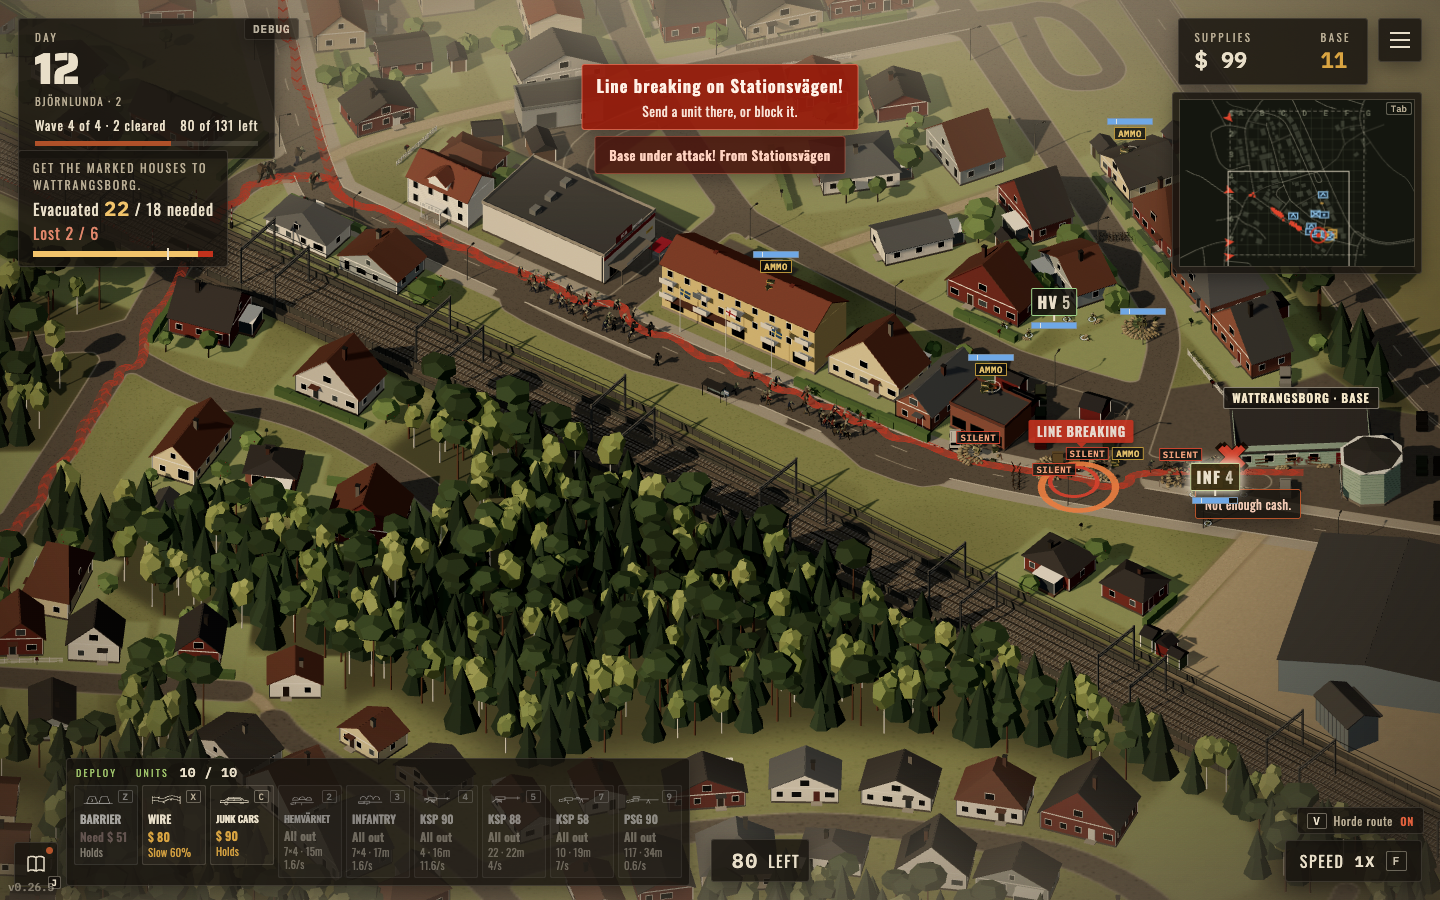 DEBUG
DAY
12
BJÖRNLUNDA · 2
Wave 4 of 4 · 2 cleared 80 of 131 left
GET THE MARKED HOUSES TO
WATTRANGSBORG.
Evacuated 22 / 18 needed
Lost 2 / 6
Line breaking on Stationsvägen!
Send a unit there, or block it.
Base under attack! From Stationsvägen
SUPPLIES
$ 99
BASE
11
Tab
AMMO
AMMO
HV 5
AMMO
WATTRANGSBORG · BASE
LINE BREAKING
SILENT
SILENT
AMMO
SILENT
SILENT
INF 4
Not enough cash.
DEPLOY UNITS 10 / 10
Z
BARRIER
Need $ 51
Holds
X
WIRE
$ 80
Slow 60%
C
JUNK CARS
$ 90
Holds
2
HEMVÄRNET
All out
7*4 · 15m
1.6/s
3
INFANTRY
All out
7*4 · 17m
1.6/s
4
KSP 90
All out
4 · 16m
11.6/s
5
KSP 88
All out
22 · 22m
4/s
7
KSP 58
All out
10 · 19m
7/s
9
PSG 90
All out
117 · 34m
0.6/s
J
80 LEFT
V Horde route ON
SPEED 1X F